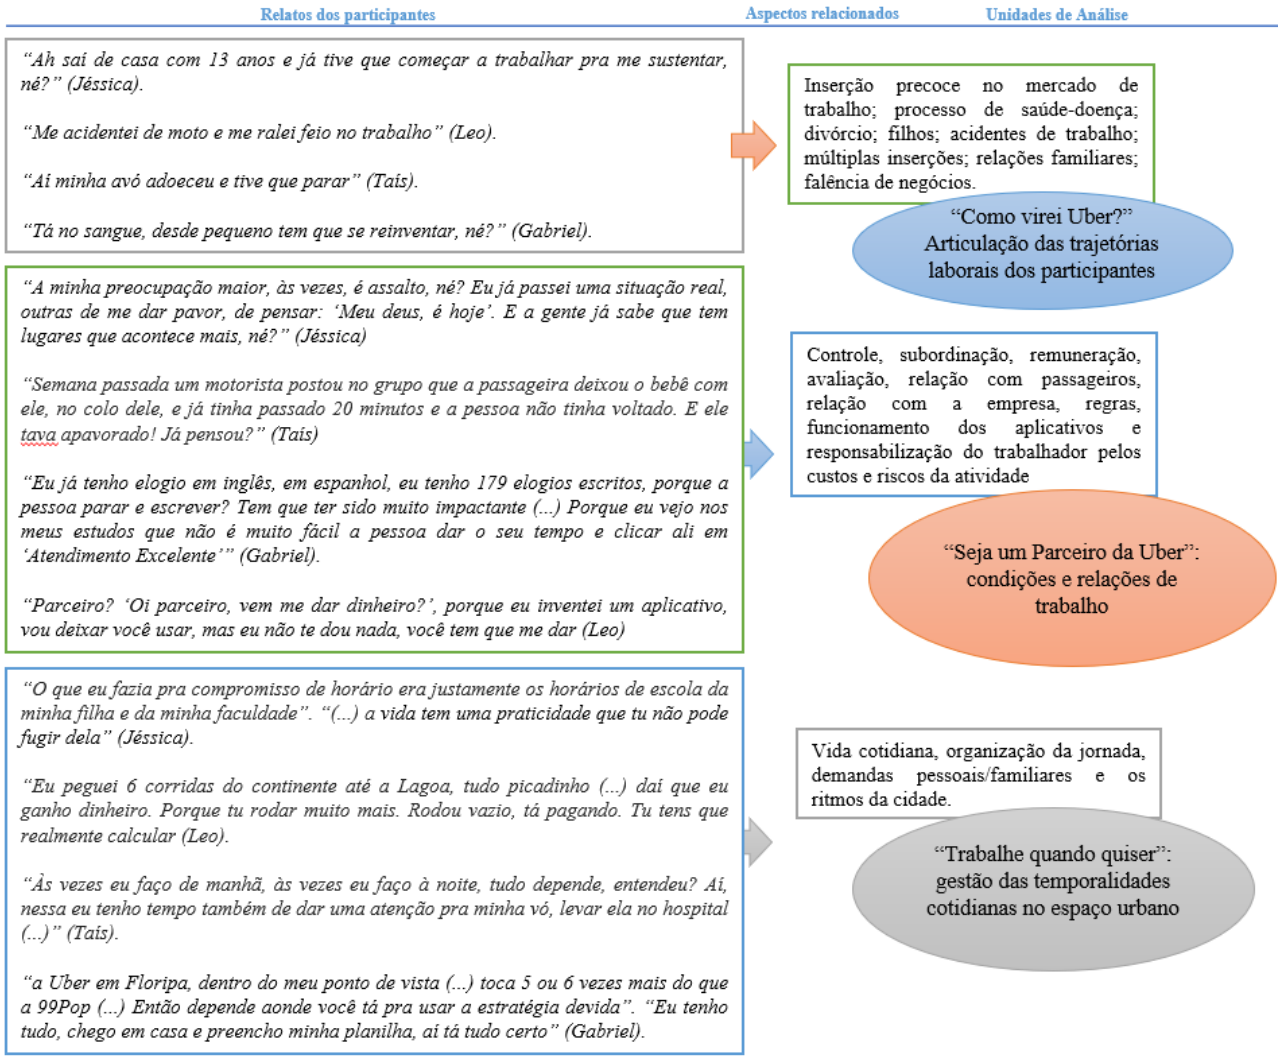 Relatos dos participantes
Aspectos relacionados
Unidades de Análise
“Ah saí de casa com 13 anos e já tive que começar a trabalhar pra me sustentar,
né?” (Jéssica).
“Me acidentei de moto e me ralei feio no trabalho” (Leo).
“Aí minha avó adoeceu e tive que parar” (Taís).
“Tá no sangue, desde pequeno tem que se reinventar, né?” (Gabriel).
Inserção precoce no mercado de
trabalho; processo de saúde-doença;
divórcio; filhos; acidentes de trabalho;
múltiplas inserções; relações familiares;
falência de negócios.
“Como virei Uber?”
Articulação das trajetórias
laborais dos participantes
“A minha preocupação maior, às vezes, é assalto, né? Eu já passei uma situação real,
outras de me dar pavor, de pensar: ‘Meu deus, é hoje’. E a gente já sabe que tem
lugares que acontece mais, né?” (Jéssica)
“Semana passada um motorista postou no grupo que a passageira deixou o bebê com
ele, no colo dele, e já tinha passado 20 minutos e a pessoa não tinha voltado. E ele
tava apavorado! Já pensou?” (Taís)
“Eu já tenho elogio em inglês, em espanhol, eu tenho 179 elogios escritos, porque a
pessoa parar e escrever? Tem que ter sido muito impactante (...) Porque eu vejo nos
meus estudos que não é muito fácil a pessoa dar o seu tempo e clicar ali em
‘Atendimento Excelente’” (Gabriel).
“Parceiro? ‘Oi parceiro, vem me dar dinheiro?’, porque eu inventei um aplicativo,
vou deixar você usar, mas eu não te dou nada, você tem que me dar (Leo)
Controle, subordinação, remuneração,
avaliação, relação com passageiros,
relação com a empresa, regras,
funcionamento dos aplicativos e
responsabilização do trabalhador pelos
custos e riscos da atividade
“Seja um Parceiro da Uber”:
condições e relações de
trabalho
“O que eu fazia pra compromisso de horário era justamente os horários de escola da
minha filha e da minha faculdade”. “(...) a vida tem uma praticidade que tu não pode
fugir dela” (Jéssica).
“Eu peguei 6 corridas do continente até a Lagoa, tudo picadinho (...) daí que eu
ganho dinheiro. Porque tu rodar muito mais. Rodou vazio, tá pagando. Tu tens que
realmente calcular (Leo).
“Às vezes eu faço de manhã, às vezes eu faço à noite, tudo depende, entendeu? Aí,
nessa eu tenho tempo também de dar uma atenção pra minha vó, levar ela no hospital
(...)” (Taís).
“a Uber em Floripa, dentro do meu ponto de vista (...) toca 5 ou 6 vezes mais do que
a 99Pop (...) Então depende aonde você tá pra usar a estratégia devida”. “Eu tenho
tudo, chego em casa e preencho minha planilha, aí tá tudo certo” (Gabriel).
Vida cotidiana, organização da jornada,
demandas pessoais/familiares e os
ritmos da cidade.
“Trabalhe quando quiser”:
gestão das temporalidades
cotidianas no espaço urbano